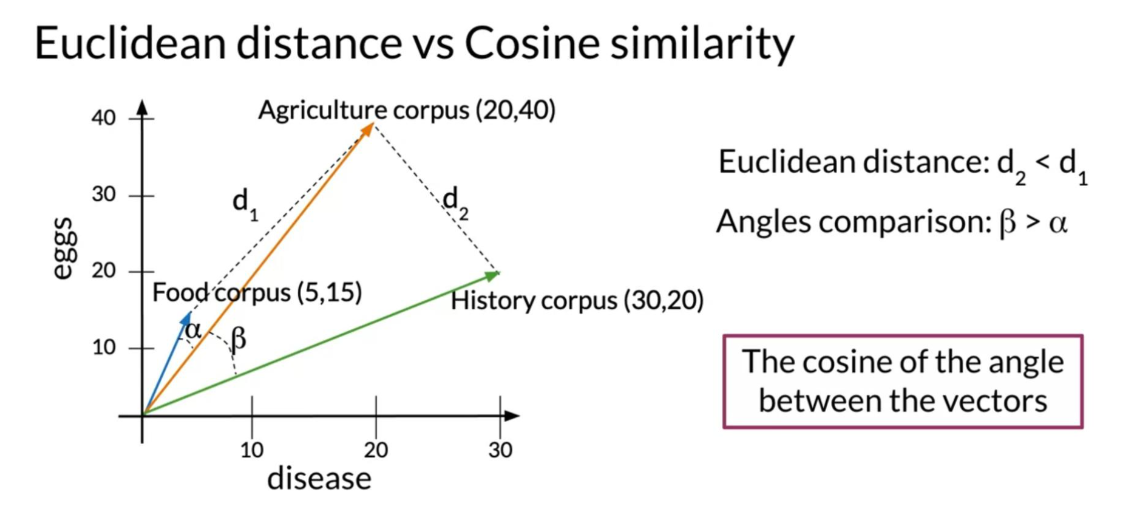 Euclidean distance vs Cosine similarity
Agriculture corpus (20,40)
40
30
20
10
eggs
d₁
d₂
Food corpus (5,15)
History corpus (30,20)
α
β
10
20
30
disease
Euclidean distance: d₂ < d₁
Angles comparison: β > α
The cosine of the angle
between the vectors